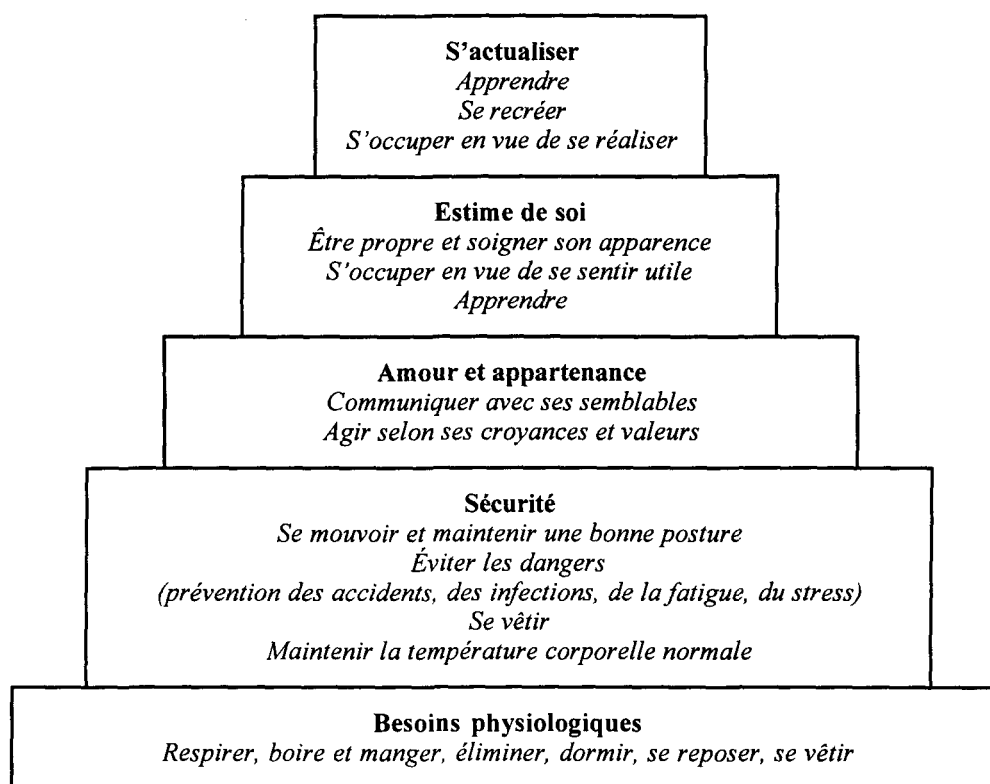 S'actualiser
Apprendre
Se recréer
S'occuper en vue de se réaliser
Estime de soi
Être propre et soigner son apparence
S'occuper en vue de se sentir utile
Apprendre
Amour et appartenance
Communiquer avec ses semblables
Agir selon ses croyances et valeurs
Sécurité
Se mouvoir et maintenir une bonne posture
Éviter les dangers
(prévention des accidents, des infections, de la fatigue, du stress)
Se vêtir
Maintenir la température corporelle normale
Besoins physiologiques
Respirer, boire et manger, éliminer, dormir, se reposer, se vêtir